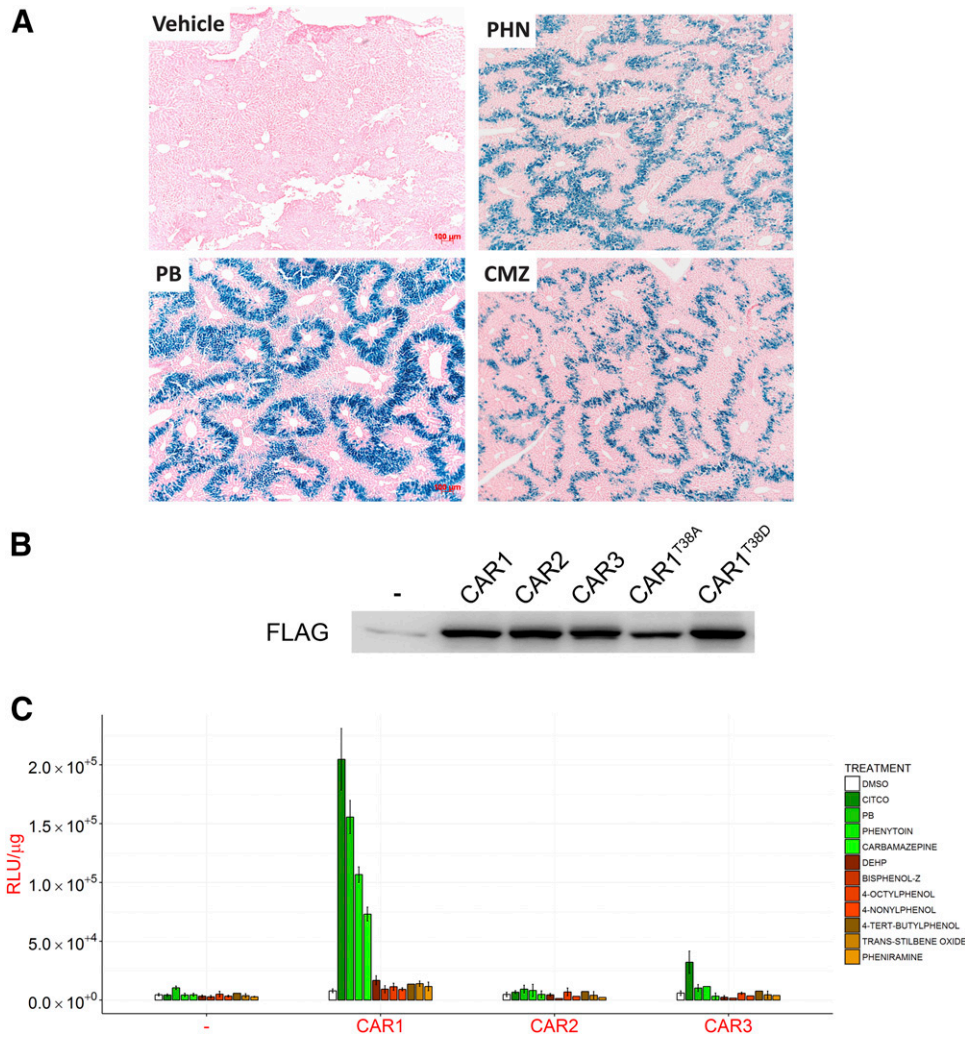 A
Vehicle
PHN
100 µm
PB
CMZ
100 µm
B
- CAR1 CAR2 CAR3 CAR1T38A CAR1T38D
FLAG
C
RLU/µg
2.0 × 10+5
1.5 × 10+5
1.0 × 10+5
5.0 × 10+4
0.0 × 10+0
- CAR1 CAR2 CAR3
TREATMENT
DMSO
CITCO
PB
PHENYTOIN
CARBAMAZEPINE
DEHP
BISPHENOL-Z
4-OCTYLPHENOL
4-NONYLPHENOL
4-TERT-BUTYLPHENOL
TRANS-STILBENE OXIDE
PHENIRAMINE